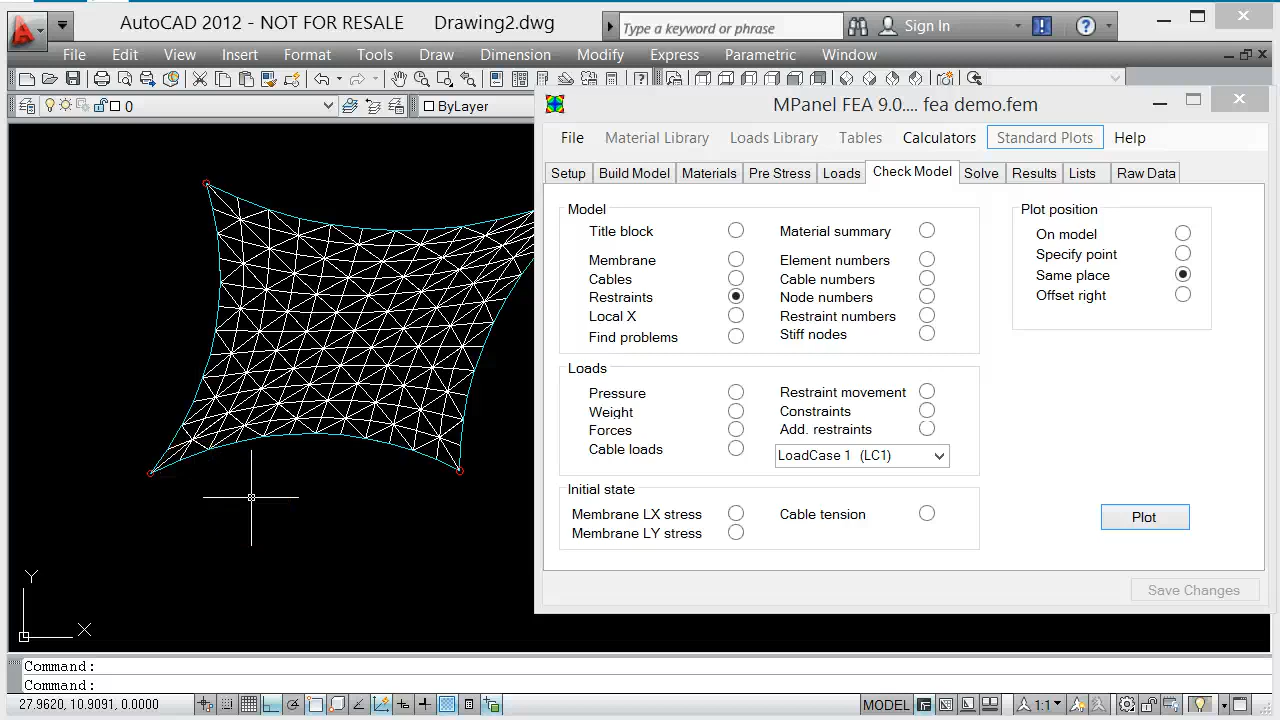 AutoCAD 2012 - NOT FOR RESALE Drawing2.dwg
Type a keyword or phrase
Sign In
File Edit View Insert Format Tools Draw Dimension Modify Express Parametric Window
0
ByLayer
MPanel FEA 9.0.... fea demo.fem
File Material Library Loads Library Tables Calculators Standard Plots Help
Setup Build Model Materials Pre Stress Loads Check Model Solve Results Lists Raw Data
Model
Title block
Membrane
Cables
Restraints
Local X
Find problems
Material summary
Element numbers
Cable numbers
Node numbers
Restraint numbers
Stiff nodes
Plot position
On model
Specify point
Same place
Offset right
Loads
Pressure
Weight
Forces
Cable loads
Restraint movement
Constraints
Add. restraints
LoadCase 1 (LC1)
Initial state
Membrane LX stress
Membrane LY stress
Cable tension
Plot
Save Changes
Y
X
Command:
Command:
27.9620, 10.9091, 0.0000
MODEL
1:1